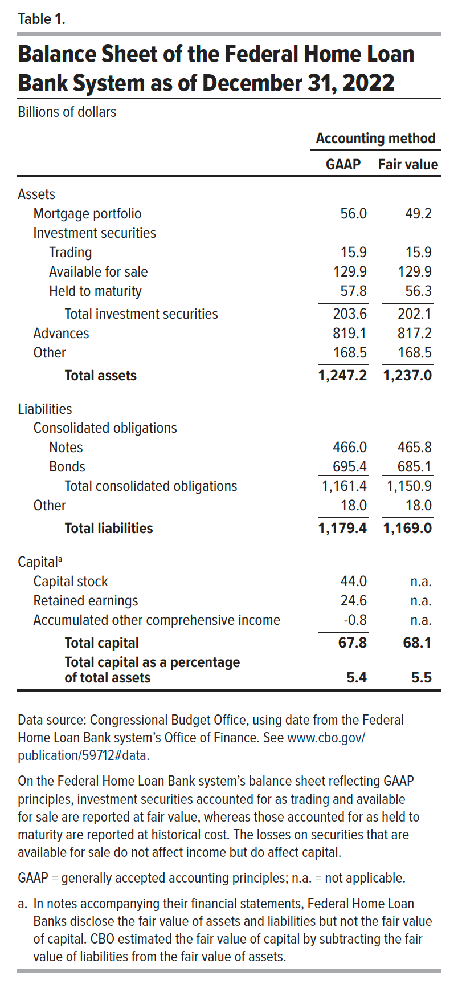 Table 1.
Balance Sheet of the Federal Home Loan
Bank System as of December 31, 2022
Billions of dollars
Accounting method
GAAP Fair value
Assets
Mortgage portfolio 56.0 49.2
Investment securities
Trading 15.9 15.9
Available for sale 129.9 129.9
Held to maturity 57.8 56.3
Total investment securities 203.6 202.1
Advances 819.1 817.2
Other 168.5 168.5
Total assets 1,247.2 1,237.0
Liabilities
Consolidated obligations
Notes 466.0 465.8
Bonds 695.4 685.1
Total consolidated obligations 1,161.4 1,150.9
Other 18.0 18.0
Total liabilities 1,179.4 1,169.0
Capitalª
Capital stock 44.0 n.a.
Retained earnings 24.6 n.a.
Accumulated other comprehensive income -0.8 n.a.
Total capital 67.8 68.1
Total capital as a percentage
of total assets 5.4 5.5
Data source: Congressional Budget Office, using date from the Federal
Home Loan Bank system’s Office of Finance. See www.cbo.gov/
publication/59712#data.
On the Federal Home Loan Bank system’s balance sheet reflecting GAAP
principles, investment securities accounted for as trading and available
for sale are reported at fair value, whereas those accounted for as held to
maturity are reported at historical cost. The losses on securities that are
available for sale do not affect income but do affect capital.
GAAP = generally accepted accounting principles; n.a. = not applicable.
a. In notes accompanying their financial statements, Federal Home Loan
Banks disclose the fair value of assets and liabilities but not the fair value
of capital. CBO estimated the fair value of capital by subtracting the fair
value of liabilities from the fair value of assets.